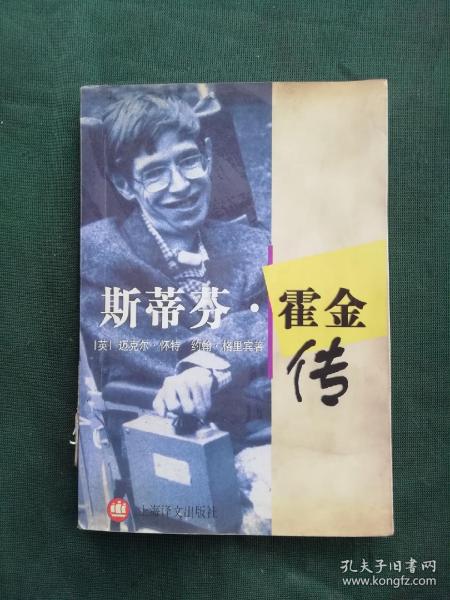 斯蒂芬·霍金
[英] 迈克尔·怀特 约翰·格里宾著
传
上海译文出版社
孔夫子旧书网
www.kongfz.com